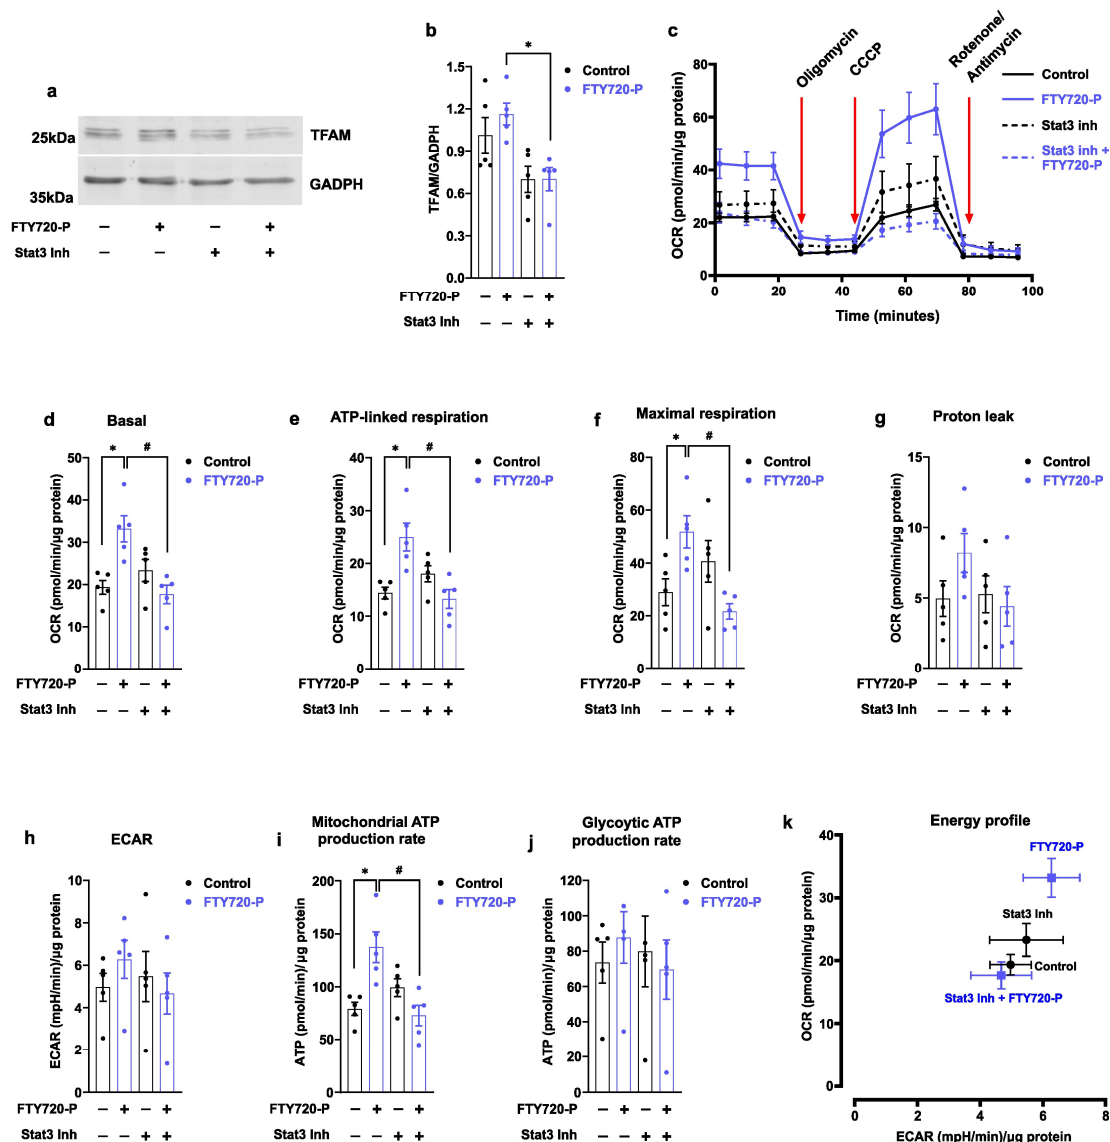 a
25kDa
TFAM
35kDa
GADPH
FTY720-P – + – +
Stat3 Inh – – + +
b
*
Control
FTY720-P
TFAM/GADPH
1.5
1.2
0.9
0.6
0.3
0.0
FTY720-P – + – +
Stat3 Inh – – + +
c
Oligomycin
CCCP
Rotenone/
Antimycin
OCR (pmol/min/µg protein)
80
60
40
20
0
0 20 40 60 80 100
Time (minutes)
Control
FTY720-P
Stat3 inh
Stat3 inh +
FTY720-P
d
Basal
* #
Control
FTY720-P
OCR (pmol/min/µg protein)
50
40
30
20
10
0
FTY720-P – + – +
Stat3 Inh – – + +
e
ATP-linked respiration
* #
Control
FTY720-P
OCR (pmol/min/µg protein)
40
30
20
10
0
FTY720-P – + – +
Stat3 Inh – – + +
f
Maximal respiration
* #
Control
FTY720-P
OCR (pmol/min/µg protein)
80
60
40
20
0
FTY720-P – + – +
Stat3 Inh – – + +
g
Proton leak
Control
FTY720-P
OCR (pmol/min/µg protein)
15
10
5
0
FTY720-P – + – +
Stat3 Inh – – + +
h
ECAR
Control
FTY720-P
ECAR (mpH/min)/µg protein
10
8
6
4
2
0
FTY720-P – + – +
Stat3 Inh – – + +
i
Mitochondrial ATP
production rate
* #
Control
FTY720-P
ATP (pmol/min)/ µg protein
200
150
100
50
0
FTY720-P – + – +
Stat3 Inh – – + +
j
Glycoytic ATP
production rate
Control
FTY720-P
ATP (pmol/min)/ µg protein
120
100
80
60
40
20
0
FTY720-P – + – +
Stat3 Inh – – + +
k
Energy profile
OCR (pmol/min)/µg protein
40
30
20
10
0
FTY720-P
Stat3 Inh
Control
Stat3 Inh + FTY720-P
0 2 4 6 8
ECAR (mpH/min)/µg protein